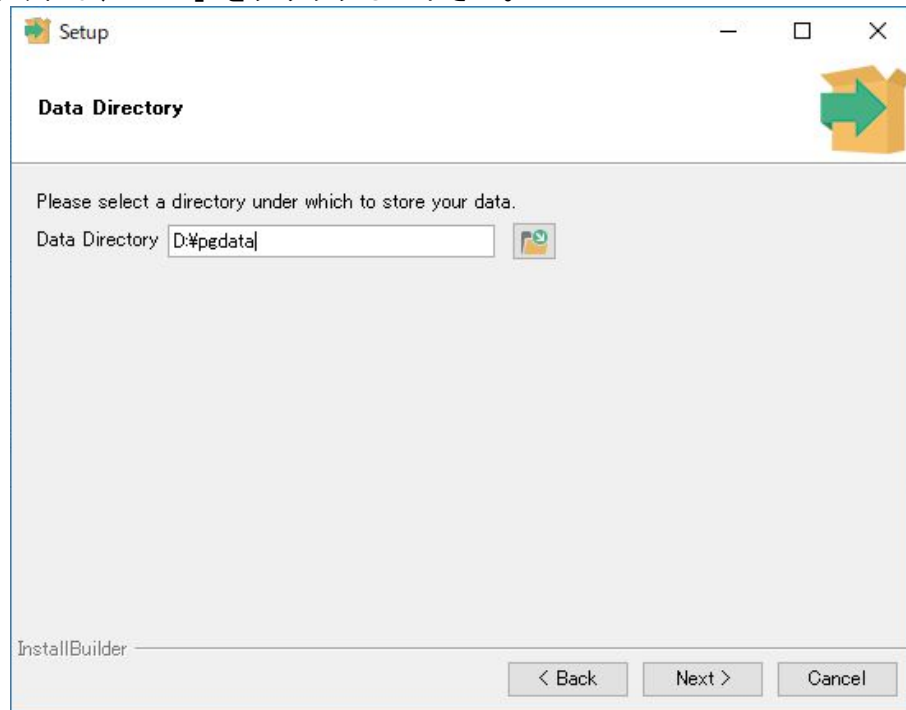 Setup
Data Directory
Please select a directory under which to store your data.
Data Directory D:¥pgdata
InstallBuilder
< Back Next > Cancel